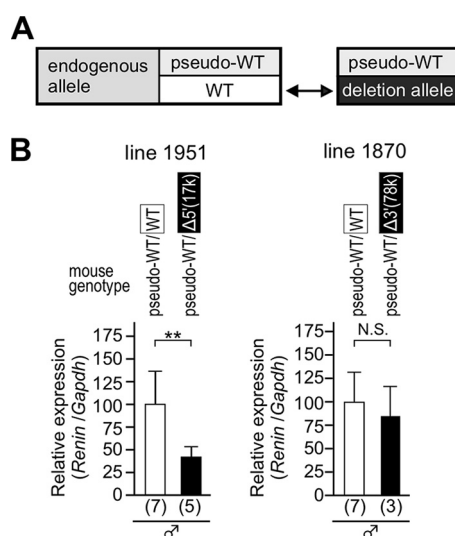 A
endogenous allele
pseudo-WT
WT
pseudo-WT
deletion allele
B
line 1951
mouse genotype
pseudo-WT/WT
pseudo-WT/Δ5'(17k)
Relative expression
(Renin /Gapdh)
175
150
125
100
75
50
25
0
**
(7)
(5)
♂
line 1870
pseudo-WT/WT
pseudo-WT/Δ3'(78k)
Relative expression
(Renin /Gapdh)
175
150
125
100
75
50
25
0
N.S.
(7)
(3)
♂